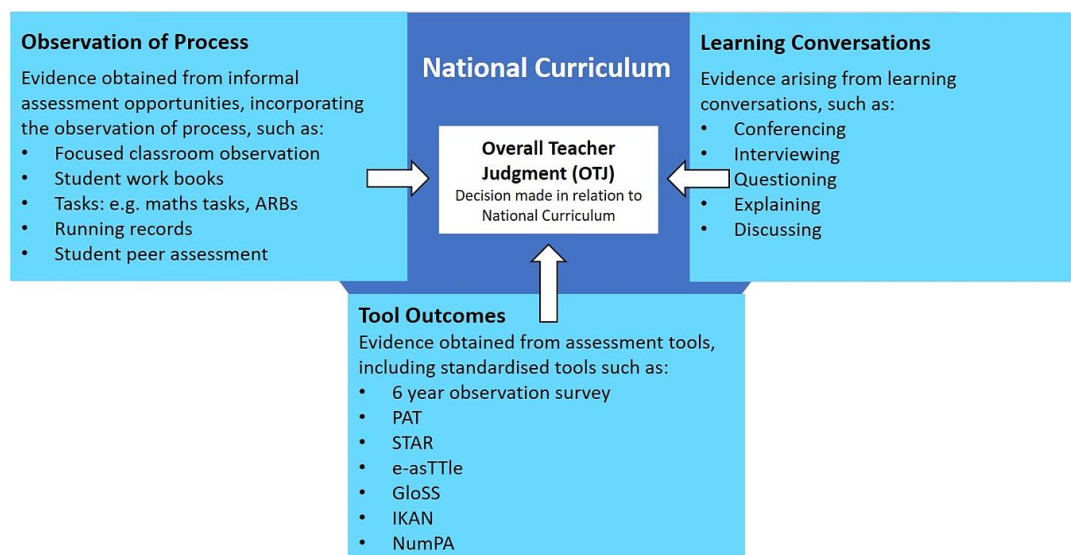 Observation of Process
Evidence obtained from informal
assessment opportunities, incorporating
the observation of process, such as:
• Focused classroom observation
• Student work books
• Tasks: e.g. maths tasks, ARBs
• Running records
• Student peer assessment
National Curriculum
Overall Teacher
Judgment (OTJ)
Decision made in relation to
National Curriculum
Learning Conversations
Evidence arising from learning
conversations, such as:
• Conferencing
• Interviewing
• Questioning
• Explaining
• Discussing
Tool Outcomes
Evidence obtained from assessment tools,
including standardised tools such as:
• 6 year observation survey
• PAT
• STAR
• e-asTTle
• GloSS
• IKAN
• NumPA